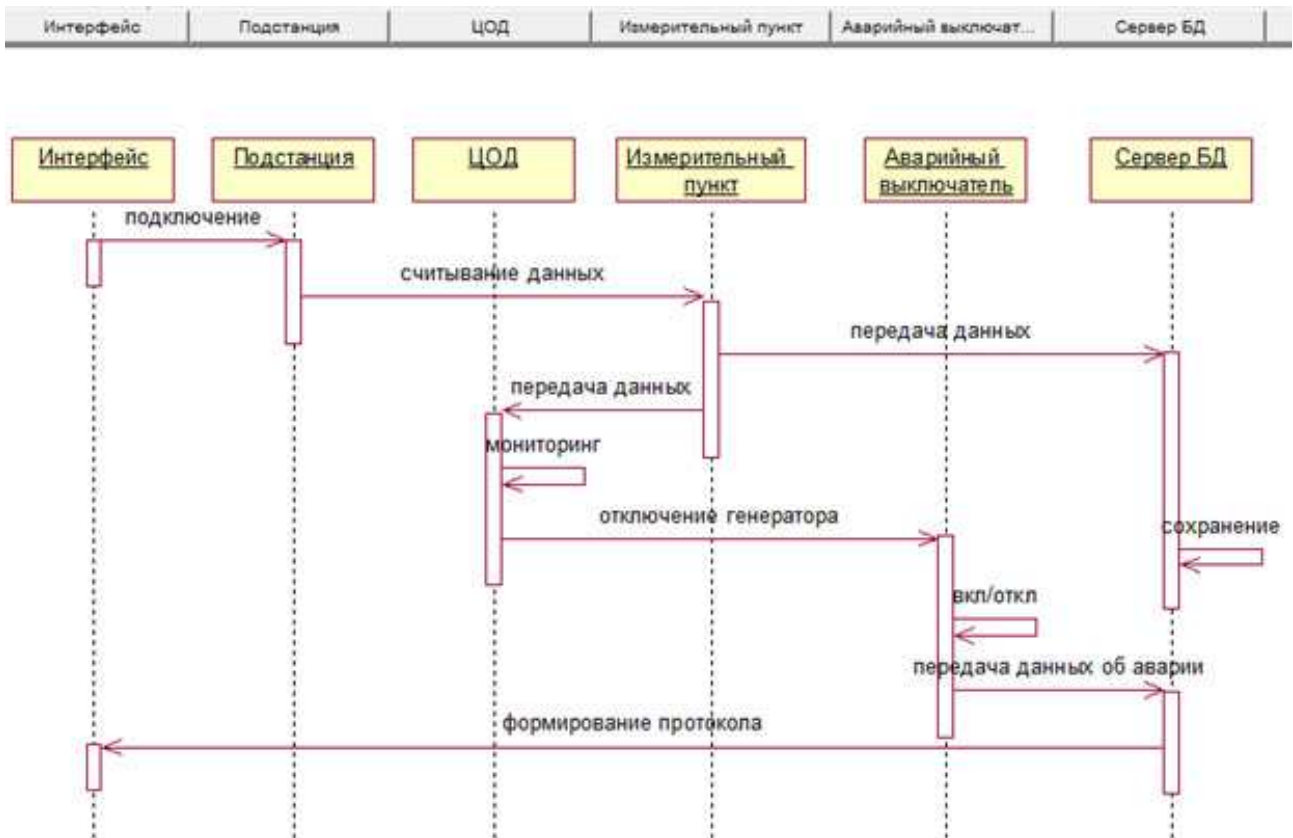 Интерфейс
Подстанция
ЦОД
Измерительный пункт
Аварийный выключат...
Сервер БД
Интерфейс
Подстанция
ЦОД
Измерительный
пункт
Аварийный
выключатель
Сервер БД
подключение
считывание данных
передача данных
передача данных
мониторинг
отключение генератора
сохранение
вкл/откл
передача данных об аварии
формирование протокола